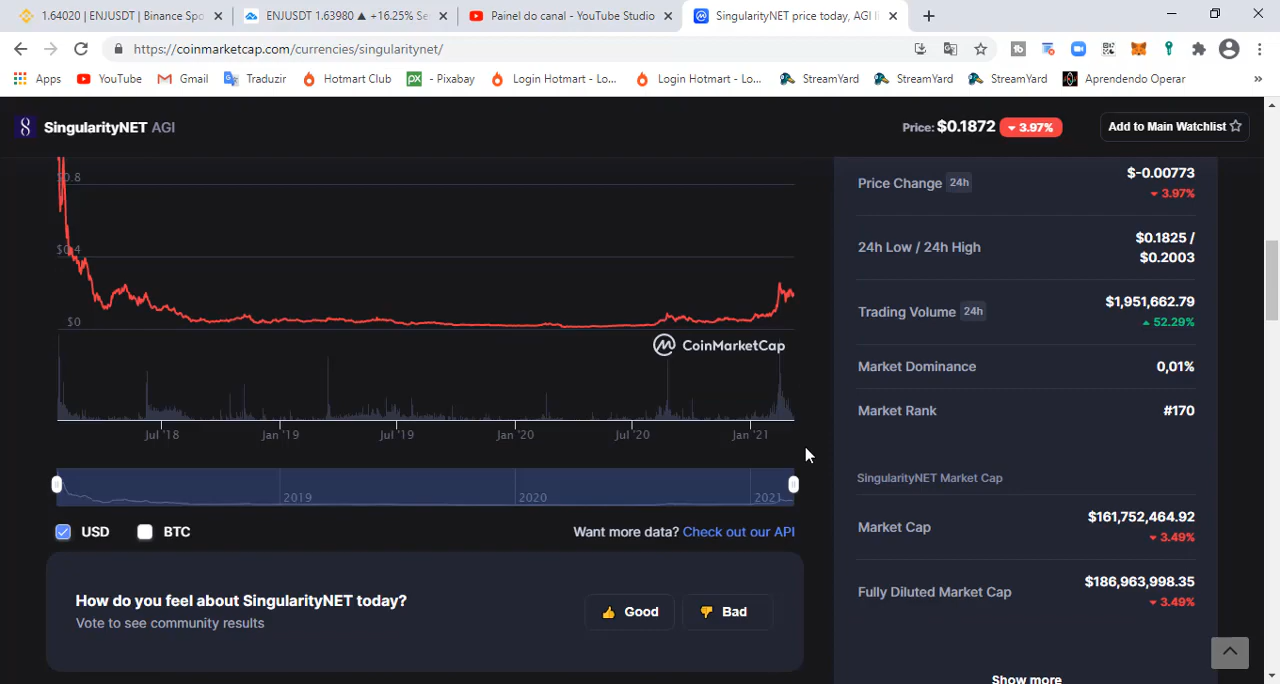 1.64020 | ENJUSDT | Binance Spo
ENJUSDT 1.63980 ▲ +16.25% Se
Painel do canal - YouTube Studio
SingularityNET price today, AGI li
https://coinmarketcap.com/currencies/singularitynet/
Apps
YouTube
Gmail
Traduzir
Hotmart Club
- Pixabay
Login Hotmart - Lo...
Login Hotmart - Lo...
StreamYard
StreamYard
StreamYard
Aprendendo Operar
»
SingularityNET AGI
Price: $0.1872 3.97%
Add to Main Watchlist
$0.8
$0.4
$0
CoinMarketCap
Jul '18
Jan '19
Jul '19
Jan '20
Jul '20
Jan '21
2019
2020
2021
USD
BTC
Want more data? Check out our API
How do you feel about SingularityNET today?
Vote to see community results
Good
Bad
Price Change 24h
$-0.00773
3.97%
24h Low / 24h High
$0.1825 /
$0.2003
Trading Volume 24h
$1,951,662.79
52.29%
Market Dominance
0,01%
Market Rank
#170
SingularityNET Market Cap
Market Cap
$161,752,464.92
3.49%
Fully Diluted Market Cap
$186,963,998.35
3.49%
Show more